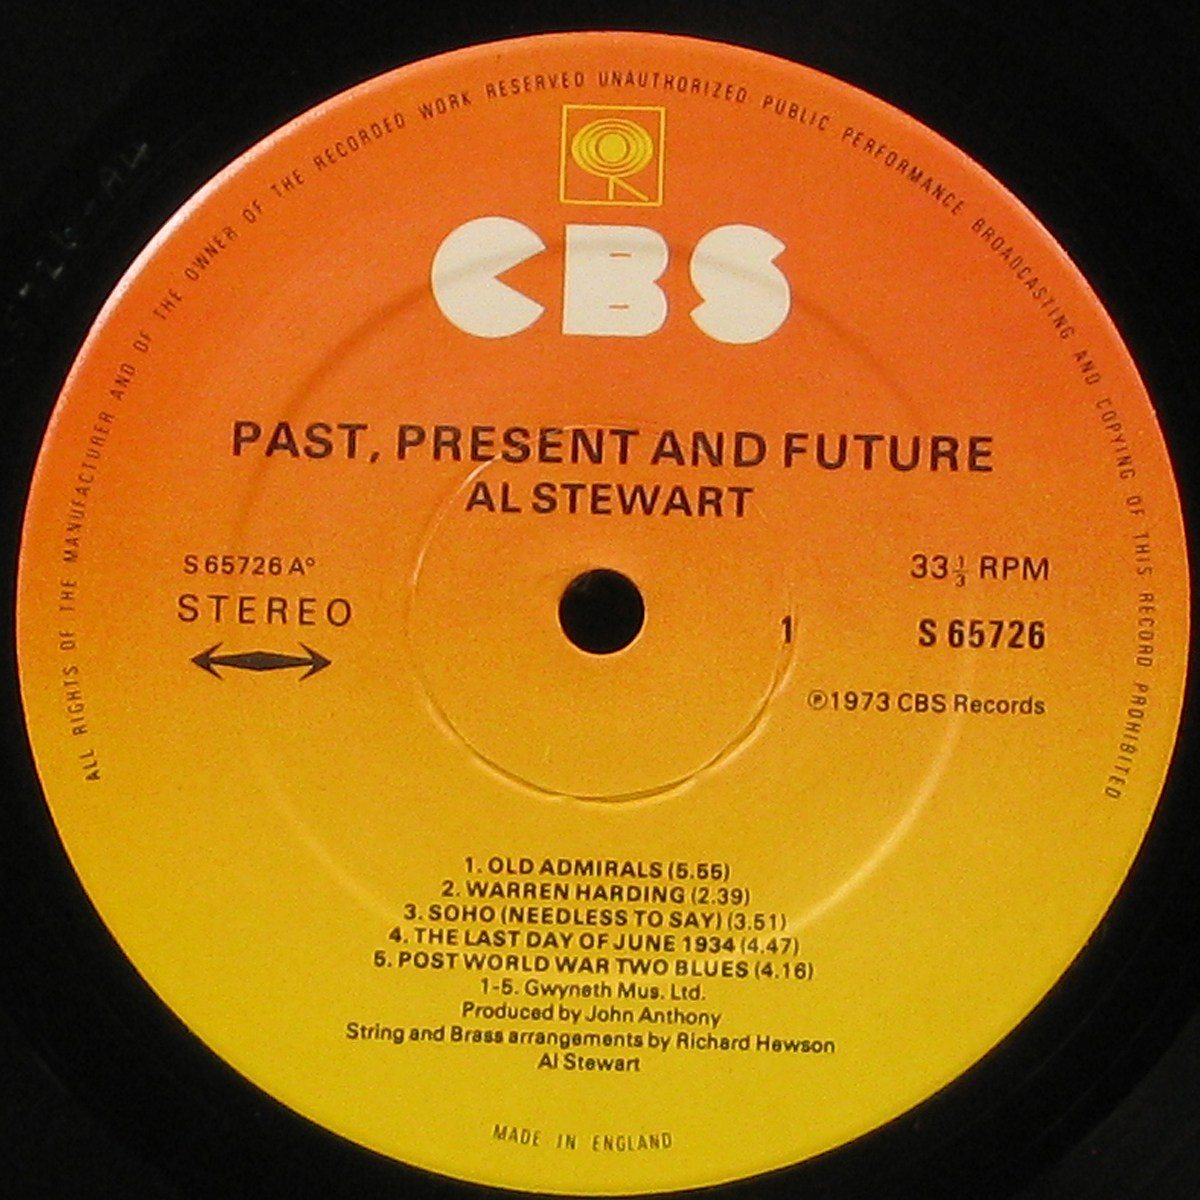 ALL RIGHTS OF THE MANUFACTURER AND OF THE OWNER OF THE RECORDED WORK RESERVED UNAUTHORIZED PUBLIC PERFORMANCE BROADCASTING AND COPYING OF THIS RECORD PROHIBITED
CBS
PAST, PRESENT AND FUTURE
AL STEWART
S 65726 A°
STEREO
33⅓ RPM
1
S 65726
℗1973 CBS Records
1. OLD ADMIRALS (5.55)
2. WARREN HARDING (2.39)
3. SOHO (NEEDLESS TO SAY) (3.51)
4. THE LAST DAY OF JUNE 1934 (4.47)
5. POST WORLD WAR TWO BLUES (4.16)
1-5. Gwyneth Mus. Ltd.
Produced by John Anthony
String and Brass arrangements by Richard Hewson
Al Stewart
MADE IN ENGLAND